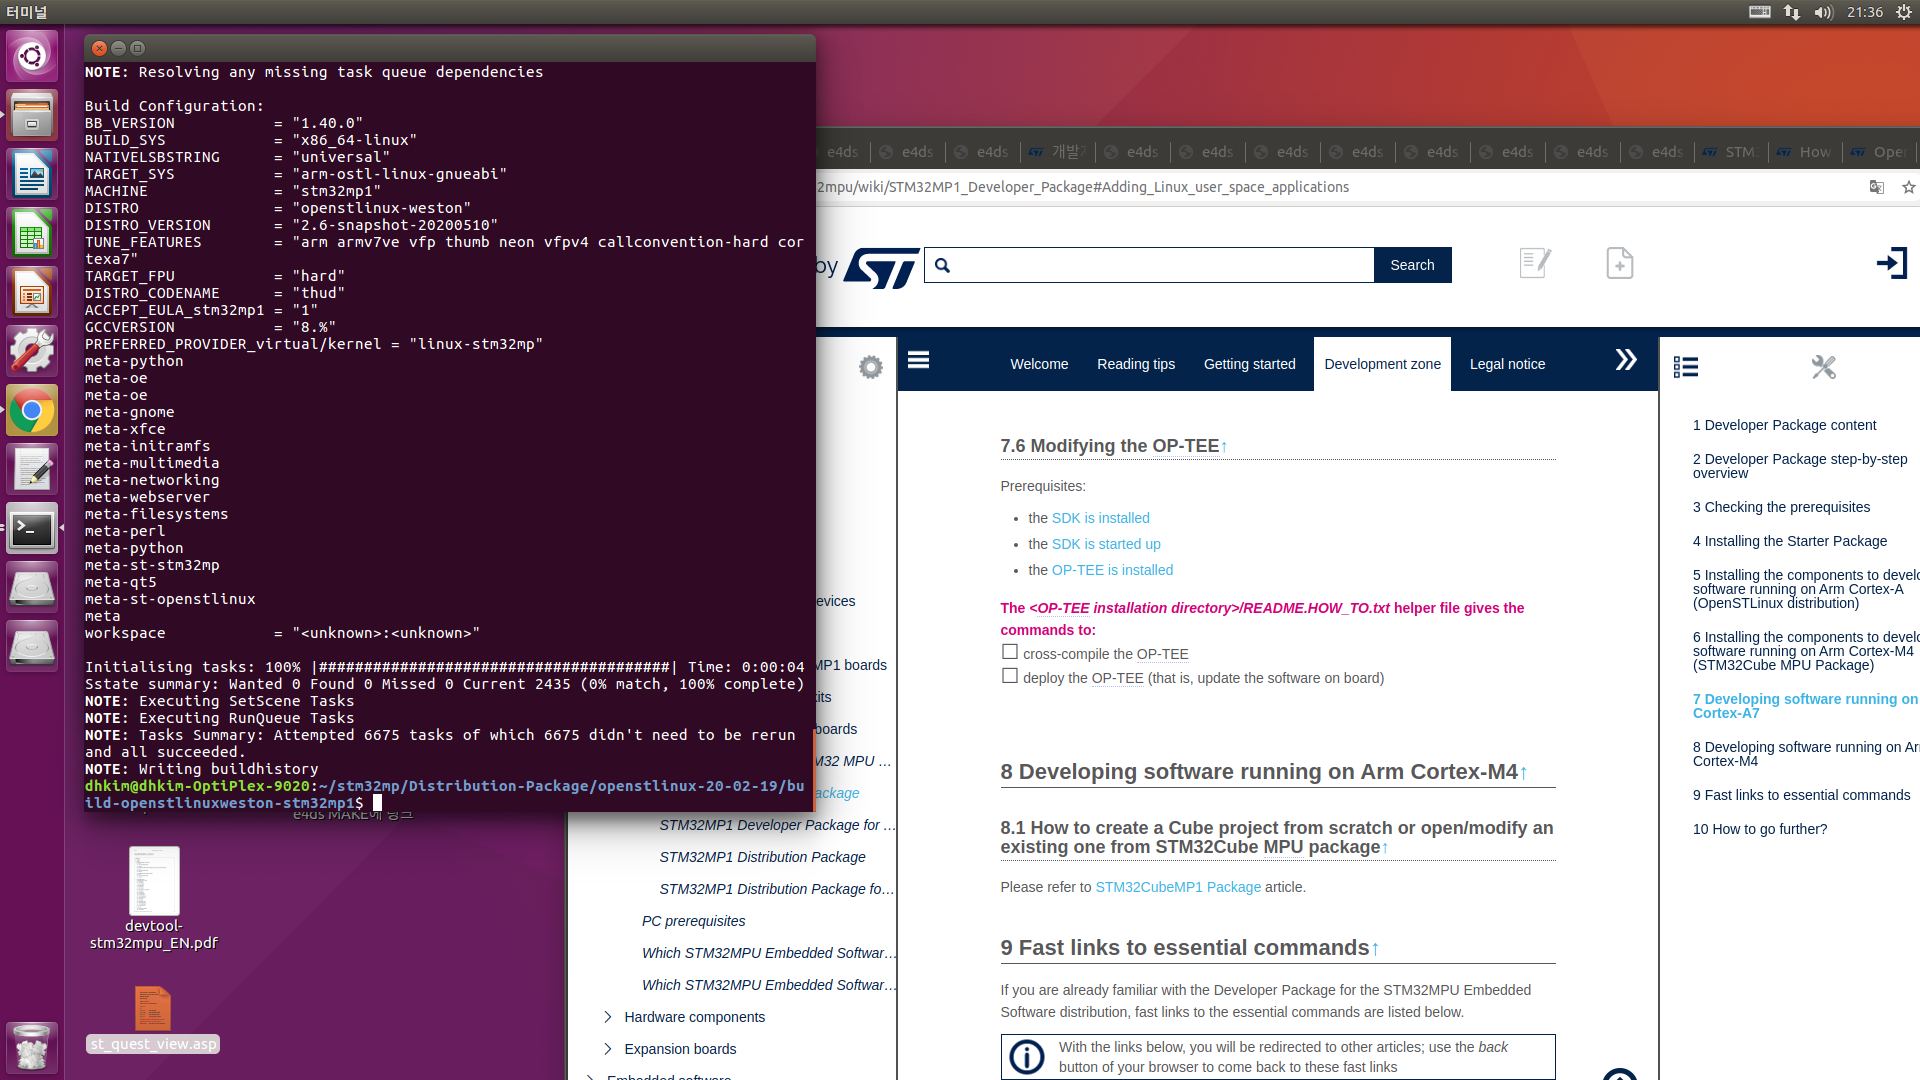 터미널
21:36
NOTE: Resolving any missing task queue dependencies
Build Configuration:
BB_VERSION           = "1.40.0"
BUILD_SYS            = "x86_64-linux"
NATIVELSBSTRING      = "universal"
TARGET_SYS           = "arm-ostl-linux-gnueabi"
MACHINE              = "stm32mp1"
DISTRO               = "openstlinux-weston"
DISTRO_VERSION       = "2.6-snapshot-20200510"
TUNE_FEATURES        = "arm armv7ve vfp thumb neon vfpv4 callconvention-hard cor
texa7"
TARGET_FPU           = "hard"
DISTRO_CODENAME      = "thud"
ACCEPT_EULA_stm32mp1 = "1"
GCCVERSION           = "8.%"
PREFERRED_PROVIDER_virtual/kernel = "linux-stm32mp"
meta-python
meta-oe
meta-oe
meta-gnome
meta-xfce
meta-initramfs
meta-multimedia
meta-networking
meta-webserver
meta-filesystems
meta-perl
meta-python
meta-st-stm32mp
meta-qt5
meta-st-openstlinux
meta
workspace            = "<unknown>:<unknown>"
Initialising tasks: 100% |#######################################| Time: 0:00:04
Sstate summary: Wanted 0 Found 0 Missed 0 Current 2435 (0% match, 100% complete)
NOTE: Executing SetScene Tasks
NOTE: Executing RunQueue Tasks
NOTE: Tasks Summary: Attempted 6675 tasks of which 6675 didn't need to be rerun
and all succeeded.
NOTE: Writing buildhistory
dhkim@dhkim-OptiPlex-9020:~/stm32mp/Distribution-Package/openstlinux-20-02-19/bu
ild-openstlinuxweston-stm32mp1$
devtool-
stm32mpu_EN.pdf
st_quest_view.asp
e4ds e4ds e4ds 개발 e4ds e4ds e4ds e4ds e4ds e4ds e4ds e4ds STM How Ope
2mpu/wiki/STM32MP1_Developer_Package#Adding_Linux_user_space_applications
by ST
Search
Welcome Reading tips Getting started Development zone Legal notice
evices
MP1 boards
kits
boards
M32 MPU ...
ackage
STM32MP1 Developer Package for ...
STM32MP1 Distribution Package
STM32MP1 Distribution Package fo...
PC prerequisites
Which STM32MPU Embedded Softwar...
Which STM32MPU Embedded Softwar...
Hardware components
Expansion boards
7.6 Modifying the OP-TEE↑
Prerequisites:
• the SDK is installed
• the SDK is started up
• the OP-TEE is installed
The <OP-TEE installation directory>/README.HOW_TO.txt helper file gives the
commands to:
☐ cross-compile the OP-TEE
☐ deploy the OP-TEE (that is, update the software on board)
8 Developing software running on Arm Cortex-M4↑
8.1 How to create a Cube project from scratch or open/modify an
existing one from STM32Cube MPU package↑
Please refer to STM32CubeMP1 Package article.
9 Fast links to essential commands↑
If you are already familiar with the Developer Package for the STM32MPU Embedded
Software distribution, fast links to the essential commands are listed below.
With the links below, you will be redirected to other articles; use the back
button of your browser to come back to these fast links
1 Developer Package content
2 Developer Package step-by-step
overview
3 Checking the prerequisites
4 Installing the Starter Package
5 Installing the components to develo
software running on Arm Cortex-A
(OpenSTLinux distribution)
6 Installing the components to develo
software running on Arm Cortex-M4
(STM32Cube MPU Package)
7 Developing software running on
Cortex-A7
8 Developing software running on Ar
Cortex-M4
9 Fast links to essential commands
10 How to go further?